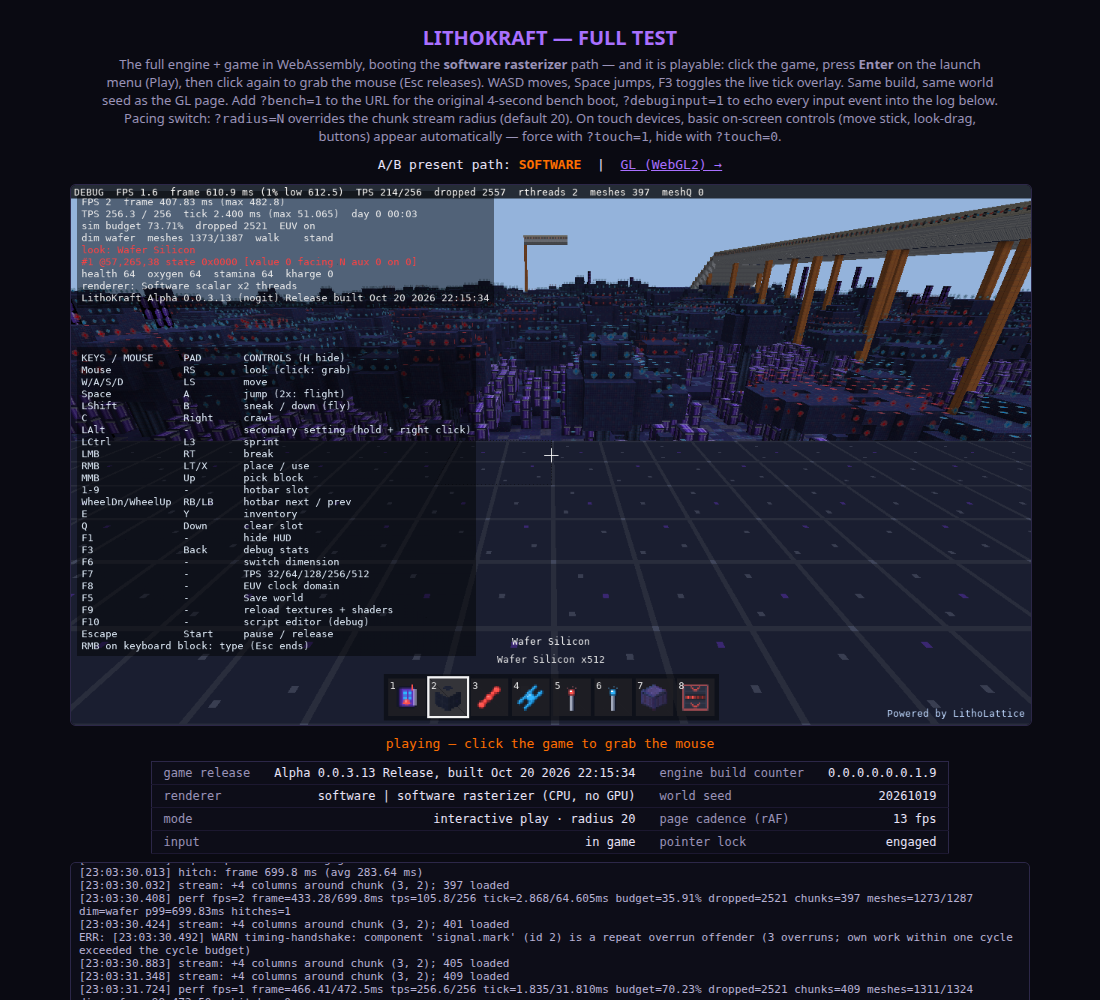 LITHOKRAFT — FULL TEST
The full engine + game in WebAssembly, booting the software rasterizer path — and it is playable: click the game, press Enter on the launch
menu (Play), then click again to grab the mouse (Esc releases). WASD moves, Space jumps, F3 toggles the live tick overlay. Same build, same world
seed as the GL page. Add ?bench=1 to the URL for the original 4-second bench boot, ?debuginput=1 to echo every input event into the log below.
Pacing switch: ?radius=N overrides the chunk stream radius (default 20). On touch devices, basic on-screen controls (move stick, look-drag,
buttons) appear automatically — force with ?touch=1, hide with ?touch=0.
A/B present path: SOFTWARE | GL (WebGL2) →
DEBUG FPS 1.6 frame 610.9 ms (1% low 612.5) TPS 214/256 dropped 2557 rthreads 2 meshes 397 meshQ 0
FPS 2 frame 407.83 ms (max 482.8)
TPS 256.3 / 256 tick 2.400 ms (max 51.065) day 0 00:03
sim budget 73.71% dropped 2521 EUV on
dim wafer meshes 1373/1387 walk stand
look: Wafer Silicon
#1 @57,265,38 state 0x0000 [value 0 facing N aux 0 on 0]
health 64 oxygen 64 stamina 64 kharge 0
renderer: Software scalar x2 threads
LithoKraft Alpha 0.0.3.13 (nogit) Release built Oct 20 2026 22:15:34
KEYS / MOUSE PAD CONTROLS (H hide)
Mouse RS look (click: grab)
W/A/S/D LS move
Space A jump (2x: flight)
LShift B sneak / down (fly)
C Right crawl
LAlt - secondary setting (hold + right click)
LCtrl L3 sprint
LMB RT break
RMB LT/X place / use
MMB Up pick block
1-9 - hotbar slot
WheelDn/WheelUp RB/LB hotbar next / prev
E Y inventory
Q Down clear slot
F1 - hide HUD
F3 Back debug stats
F6 - switch dimension
F7 - TPS 32/64/128/256/512
F8 - EUV clock domain
F5 - Save world
F9 - reload textures + shaders
F10 - script editor (debug)
Escape Start pause / release
RMB on keyboard block: type (Esc ends)
Wafer Silicon
Wafer Silicon x512
1 2 3 4 5 6 7 8
Powered by LithoLattice
playing — click the game to grab the mouse
game release Alpha 0.0.3.13 Release, built Oct 20 2026 22:15:34 engine build counter 0.0.0.0.0.0.1.9
renderer software | software rasterizer (CPU, no GPU) world seed 20261019
mode interactive play · radius 20 page cadence (rAF) 13 fps
input in game pointer lock engaged
[23:03:30.013] hitch: frame 699.8 ms (avg 283.64 ms)
[23:03:30.032] stream: +4 columns around chunk (3, 2); 397 loaded
[23:03:30.408] perf fps=2 frame=433.28/699.8ms tps=105.8/256 tick=2.868/64.605ms budget=35.91% dropped=2521 chunks=397 meshes=1273/1287
dim=wafer p99=699.83ms hitches=1
[23:03:30.424] stream: +4 columns around chunk (3, 2); 401 loaded
ERR: [23:03:30.492] WARN timing-handshake: component 'signal.mark' (id 2) is a repeat overrun offender (3 overruns; own work within one cycle
exceeded the cycle budget)
[23:03:30.883] stream: +4 columns around chunk (3, 2); 405 loaded
[23:03:31.348] stream: +4 columns around chunk (3, 2); 409 loaded
[23:03:31.724] perf fps=1 frame=466.41/472.5ms tps=256.6/256 tick=1.835/31.810ms budget=70.23% dropped=2521 chunks=409 meshes=1311/1324